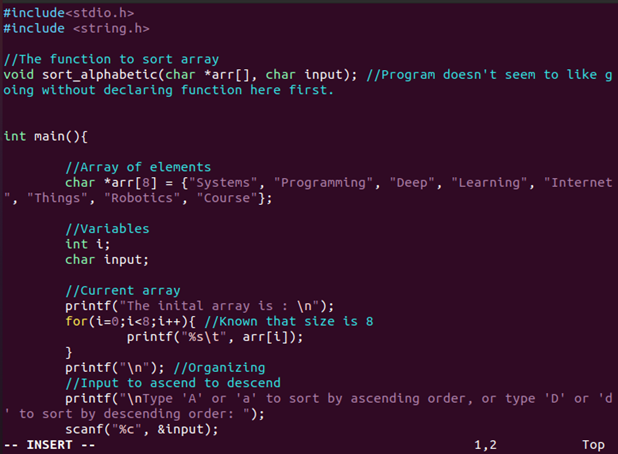 #include<stdio.h>
#include <string.h>
//The function to sort array
void sort_alphabetic(char *arr[], char input); //Program doesn't seem to like g
oing without declaring function here first.
int main(){
//Array of elements
char *arr[8] = {"Systems", "Programming", "Deep", "Learning", "Internet
", "Things", "Robotics", "Course"};
//Variables
int i;
char input;
//Current array
printf("The inital array is : \n");
for(i=0;i<8;i++){ //Known that size is 8
printf("%s\t", arr[i]);
}
printf("\n"); //Organizing
//Input to ascend to descend
printf("\nType 'A' or 'a' to sort by ascending order, or type 'D' or 'd
' to sort by descending order: ");
scanf("%c", &input);
-- INSERT -- 1,2 Top